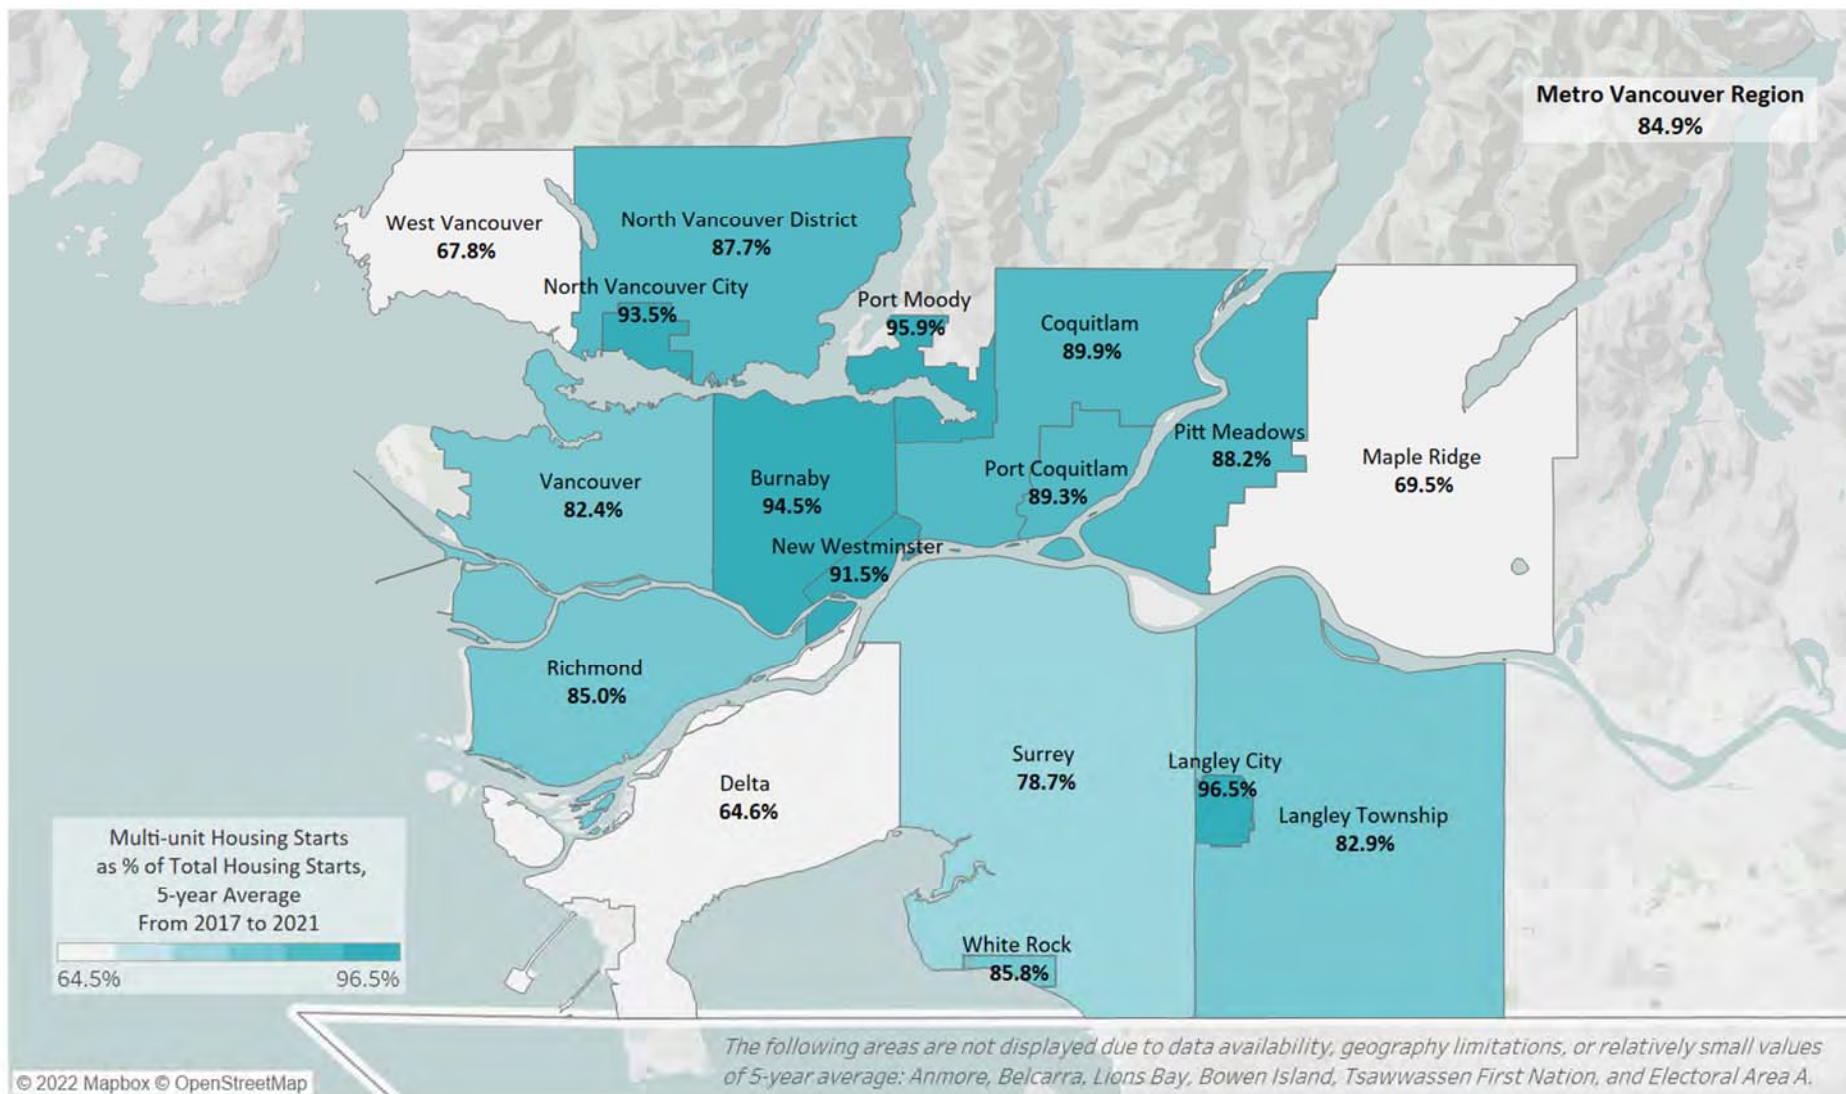 Metro Vancouver Region
84.9%
West Vancouver
67.8%
North Vancouver District
87.7%
North Vancouver City
93.5%
Port Moody
95.9%
Coquitlam
89.9%
Pitt Meadows
88.2%
Maple Ridge
69.5%
Port Coquitlam
89.3%
Vancouver
82.4%
Burnaby
94.5%
New Westminster
91.5%
Richmond
85.0%
Delta
64.6%
Surrey
78.7%
Langley City
96.5%
Langley Township
82.9%
White Rock
85.8%
Multi-unit Housing Starts
as % of Total Housing Starts,
5-year Average
From 2017 to 2021
64.5% 96.5%
The following areas are not displayed due to data availability, geography limitations, or relatively small values
of 5-year average: Anmore, Belcarra, Lions Bay, Bowen Island, Tsawwassen First Nation, and Electoral Area A.
© 2022 Mapbox © OpenStreetMap